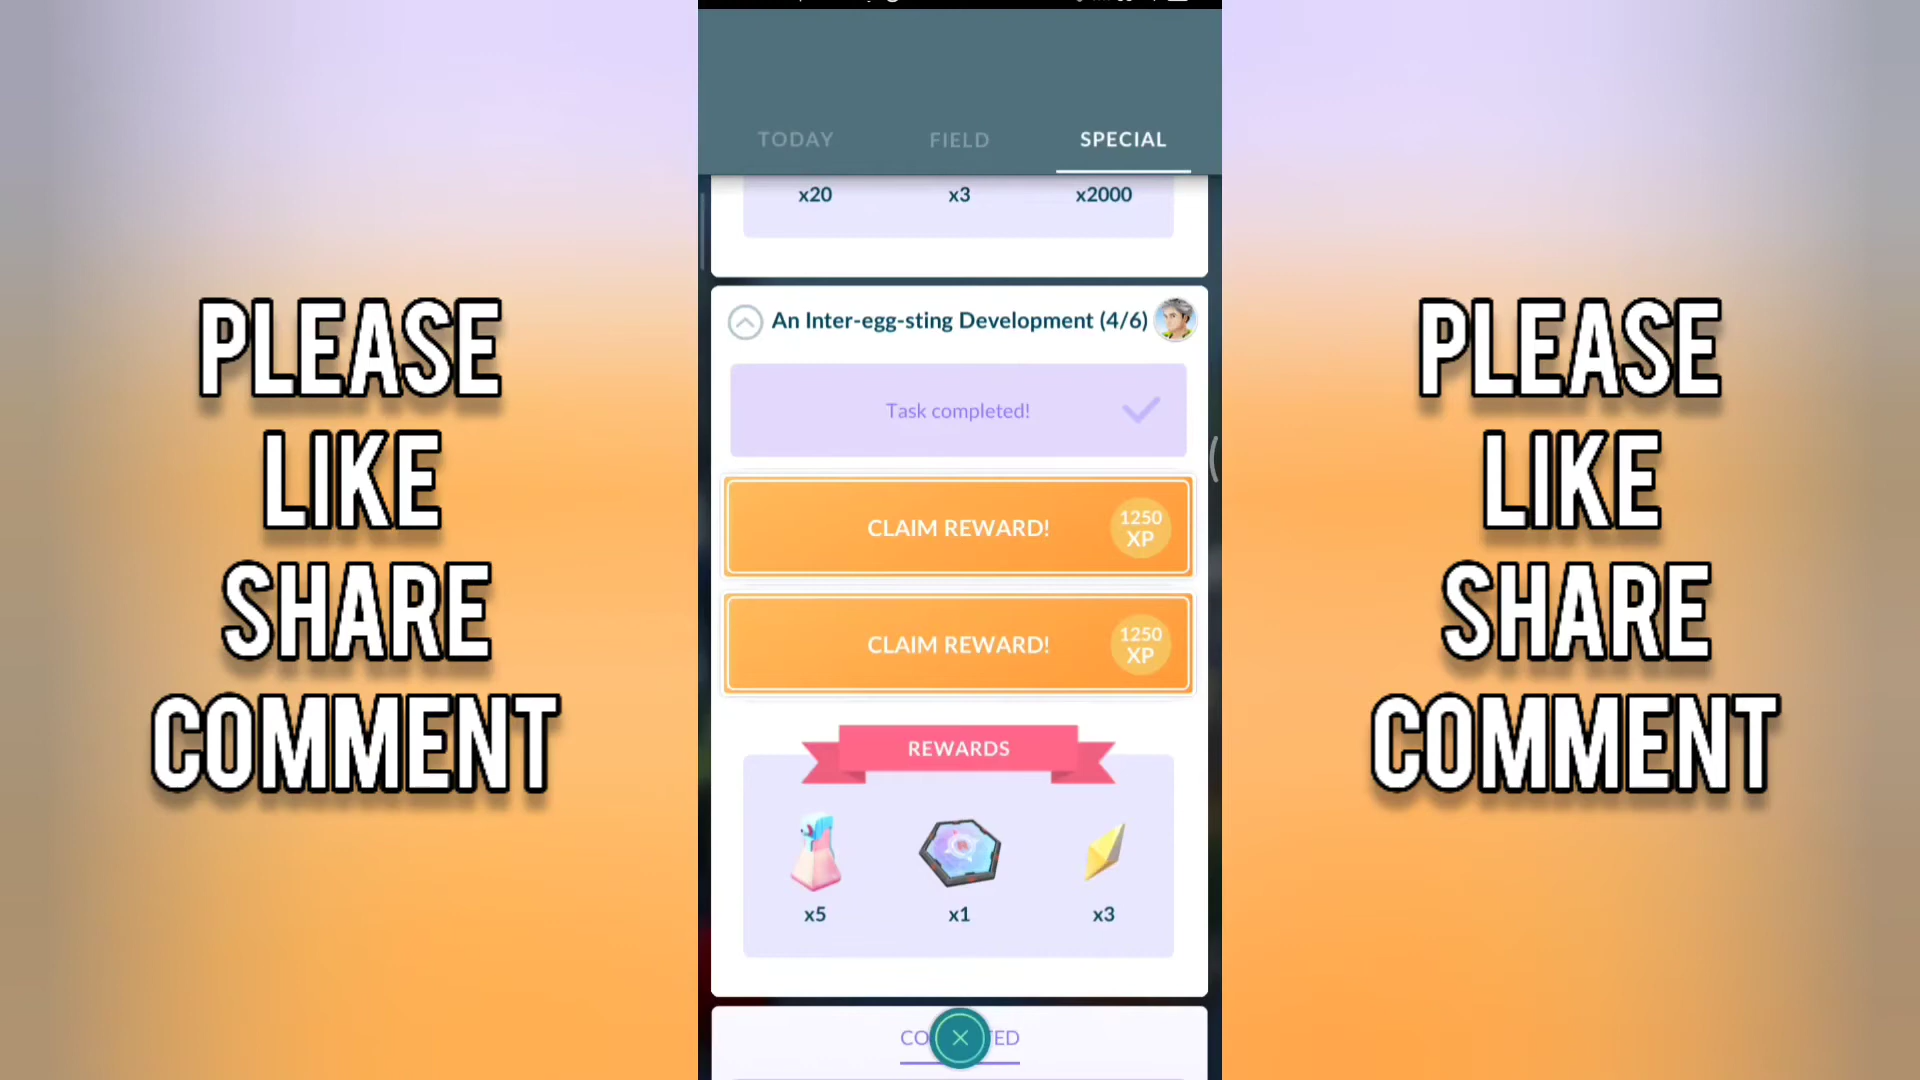 TODAY FIELD SPECIAL
x20 x3 x2000
An Inter-egg-sting Development (4/6)
Task completed!
CLAIM REWARD! 1250 XP
CLAIM REWARD! 1250 XP
REWARDS
x5 x1 x3
PLEASE
LIKE
SHARE
COMMENT
PLEASE
LIKE
SHARE
COMMENT